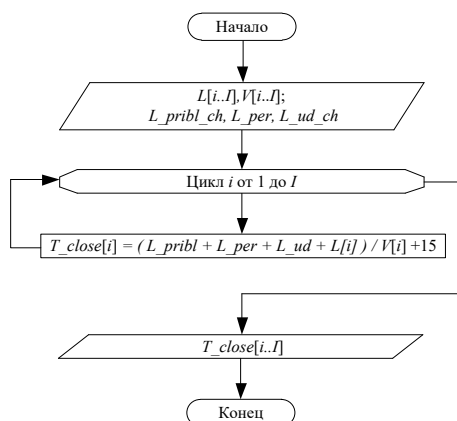 Начало
L[i..I],V[i..I];
L_pribl_ch, L_per, L_ud_ch
Цикл i от 1 до I
T_close[i] = ( L_pribl + L_per + L_ud + L[i] ) / V[i] +15
T_close[i..I]
Конец